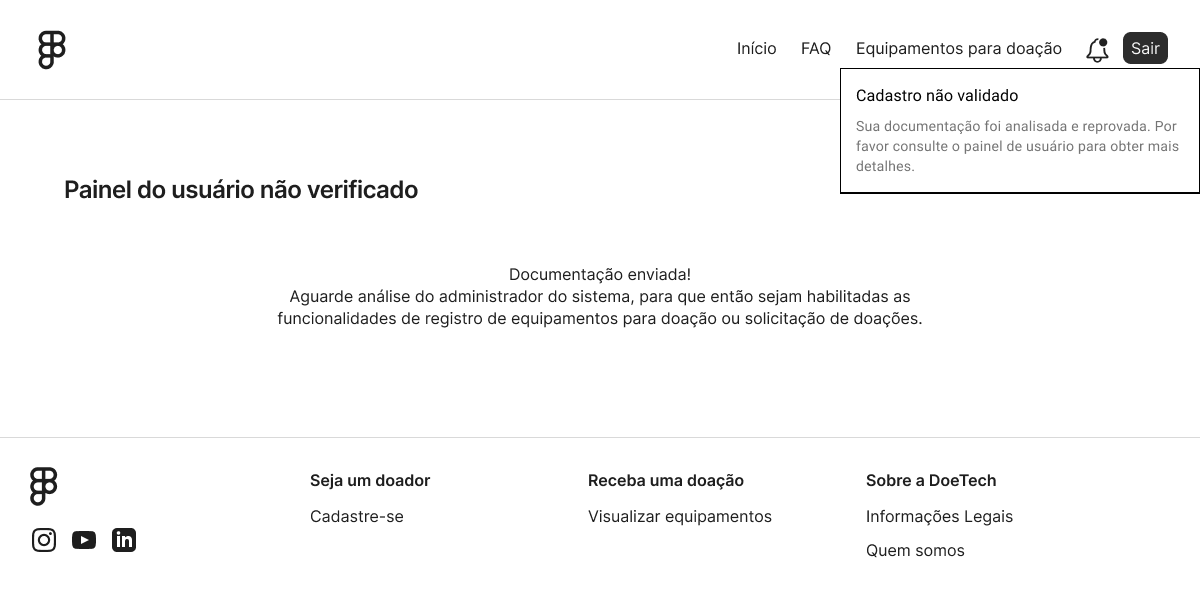 Início FAQ Equipamentos para doação Sair
Cadastro não validado
Sua documentação foi analisada e reprovada. Por
favor consulte o painel de usuário para obter mais
detalhes.
Painel do usuário não verificado
Documentação enviada!
Aguarde análise do administrador do sistema, para que então sejam habilitadas as
funcionalidades de registro de equipamentos para doação ou solicitação de doações.
Seja um doador
Cadastre-se
Receba uma doação
Visualizar equipamentos
Sobre a DoeTech
Informações Legais
Quem somos
in